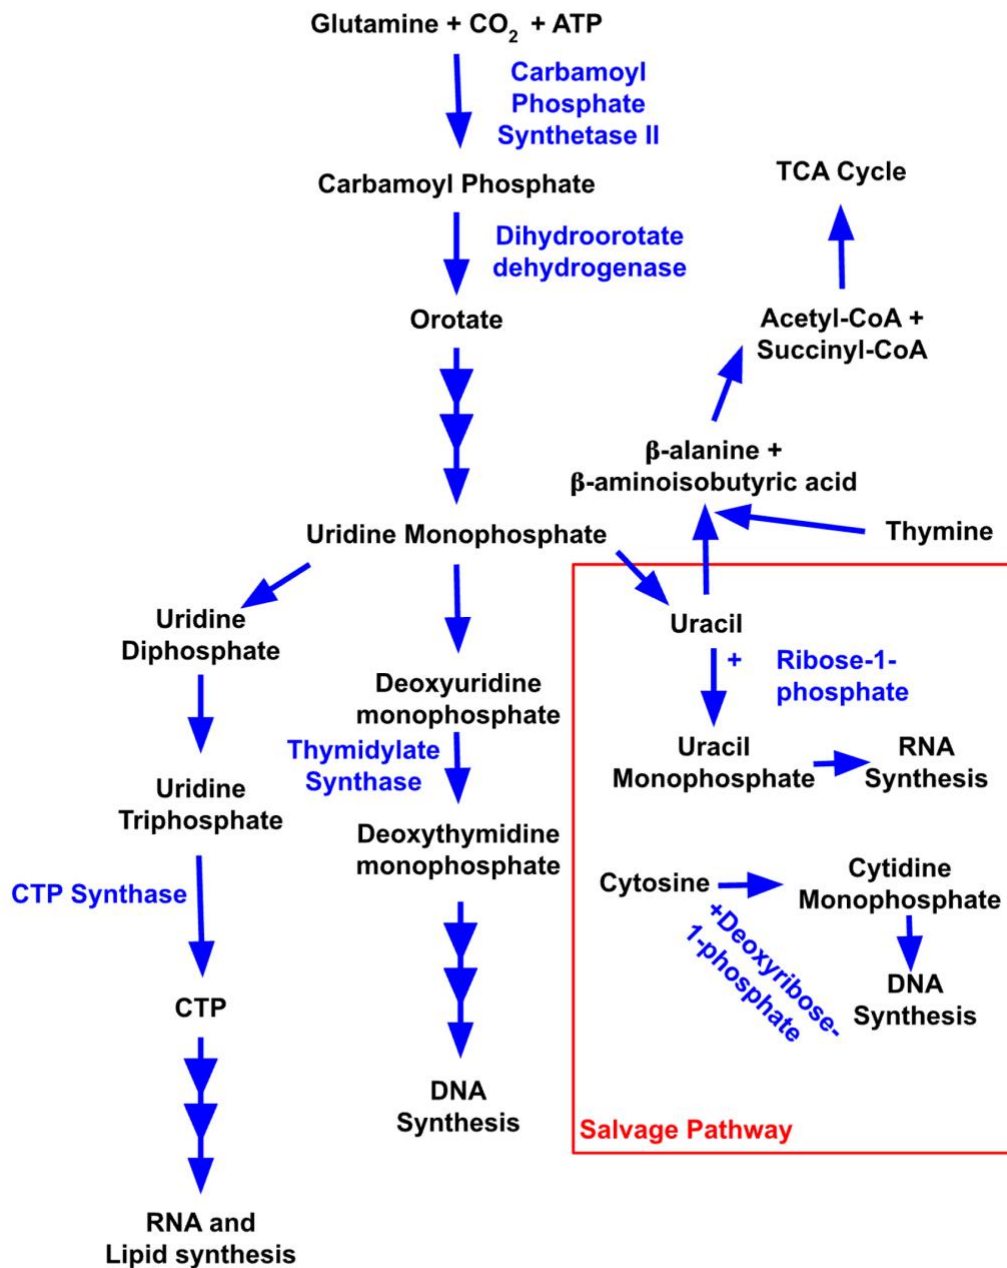 Glutamine + CO₂ + ATP
Carbamoyl
Phosphate
Synthetase II
Carbamoyl Phosphate
TCA Cycle
Dihydroorotate
dehydrogenase
Orotate
Acetyl-CoA +
Succinyl-CoA
β-alanine +
β-aminoisobutyric acid
Uridine Monophosphate
Thymine
Uridine
Diphosphate
Uracil
+ Ribose-1-
phosphate
Deoxyuridine
monophosphate
Thymidylate
Synthase
Uracil
Monophosphate
RNA
Synthesis
Uridine
Triphosphate
Deoxythymidine
monophosphate
CTP Synthase
Cytosine
Cytidine
Monophosphate
+Deoxyribose-
1-phosphate
DNA
Synthesis
CTP
DNA
Synthesis
Salvage Pathway
RNA and
Lipid synthesis